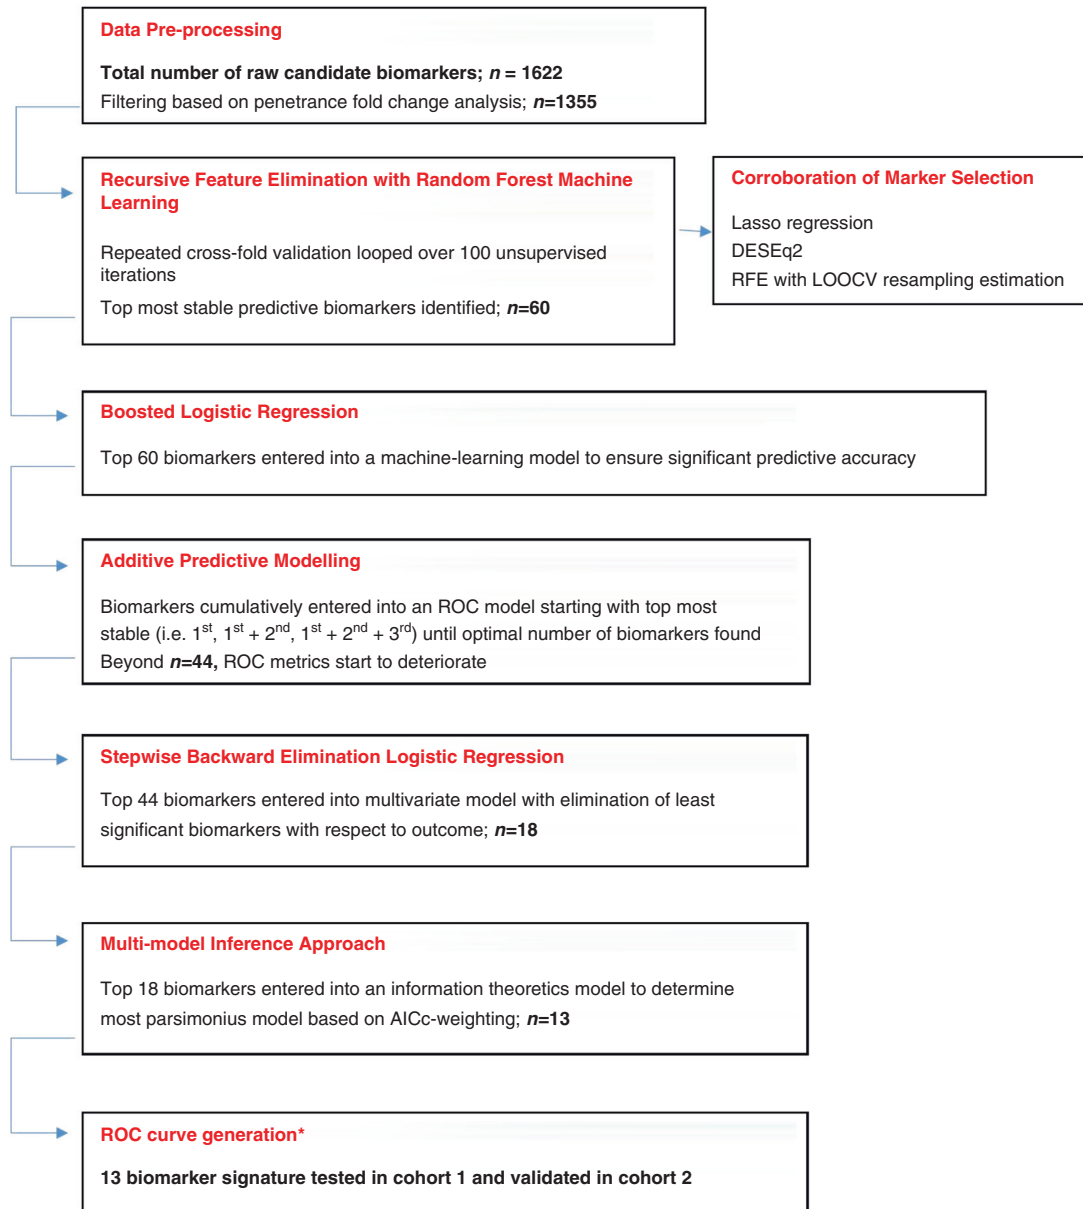 Data Pre-processing
Total number of raw candidate biomarkers; n = 1622
Filtering based on penetrance fold change analysis; n=1355
Recursive Feature Elimination with Random Forest Machine
Learning
Repeated cross-fold validation looped over 100 unsupervised
iterations
Top most stable predictive biomarkers identified; n=60
Corroboration of Marker Selection
Lasso regression
DESEq2
RFE with LOOCV resampling estimation
Boosted Logistic Regression
Top 60 biomarkers entered into a machine-learning model to ensure significant predictive accuracy
Additive Predictive Modelling
Biomarkers cumulatively entered into an ROC model starting with top most
stable (i.e. 1st, 1st + 2nd, 1st + 2nd + 3rd) until optimal number of biomarkers found
Beyond n=44, ROC metrics start to deteriorate
Stepwise Backward Elimination Logistic Regression
Top 44 biomarkers entered into multivariate model with elimination of least
significant biomarkers with respect to outcome; n=18
Multi-model Inference Approach
Top 18 biomarkers entered into an information theoretics model to determine
most parsimonius model based on AICc-weighting; n=13
ROC curve generation*
13 biomarker signature tested in cohort 1 and validated in cohort 2